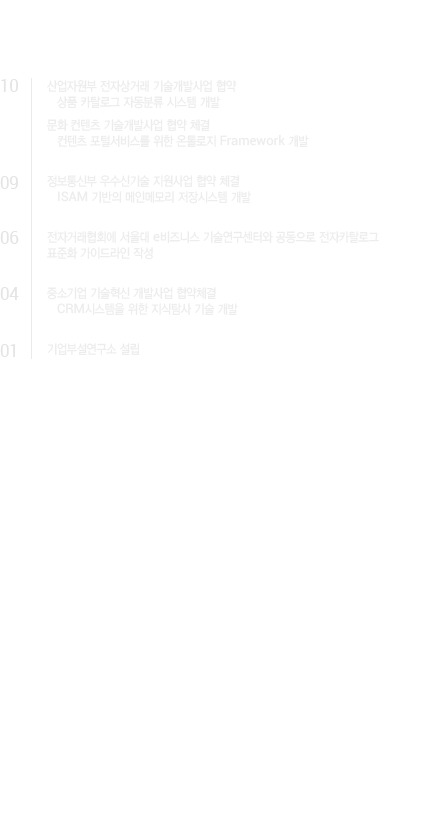 10 산업자원부 전자상거래 기술개발사업 협약
상품 카탈로그 자동분류 시스템 개발
문화 컨텐츠 기술개발사업 협약 체결
컨텐츠 포털서비스를 위한 온톨로지 Framework 개발
09 정보통신부 우수신기술 지원사업 협약 체결
ISAM 기반의 메인메모리 저장시스템 개발
06 전자거래협회에 서울대 e비즈니스 기술연구센터와 공동으로 전자카탈로그
표준화 가이드라인 작성
04 중소기업 기술혁신 개발사업 협약체결
CRM시스템을 위한 지식탐사 기술 개발
01 기업부설연구소 설립